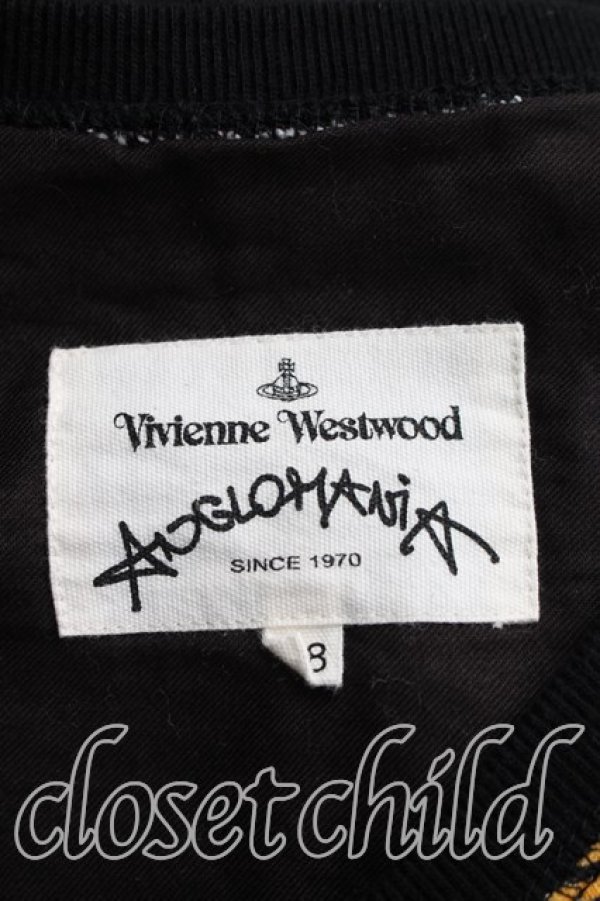 Vivienne Westwood
ANGLOMANiA
SINCE 1970
8
closet child